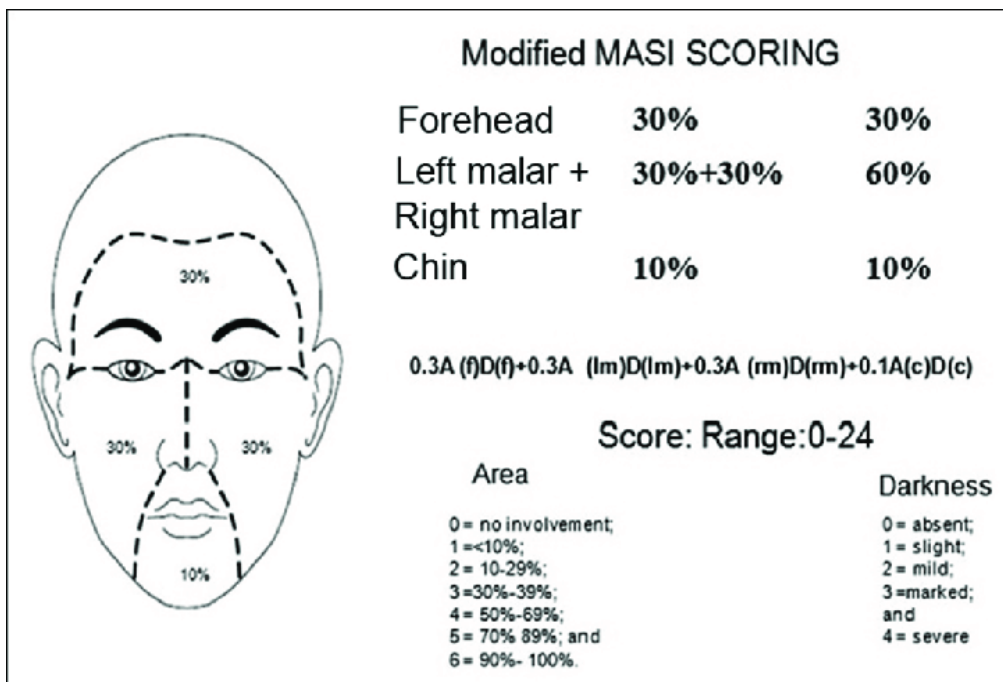 Modified MASI SCORING
Forehead 30% 30%
Left malar + 30%+30% 60%
Right malar
Chin 10% 10%
30%
30% 30%
10%
0.3A (f)D(f)+0.3A (lm)D(lm)+0.3A (rm)D(rm)+0.1A(c)D(c)
Score: Range:0-24
Area
0 = no involvement;
1 =<10%;
2 = 10-29%;
3 =30%-39%;
4 = 50%-69%;
5 = 70% 89%; and
6 = 90%- 100%.
Darkness
0 = absent;
1 = slight;
2 = mild;
3 =marked;
and
4 = severe